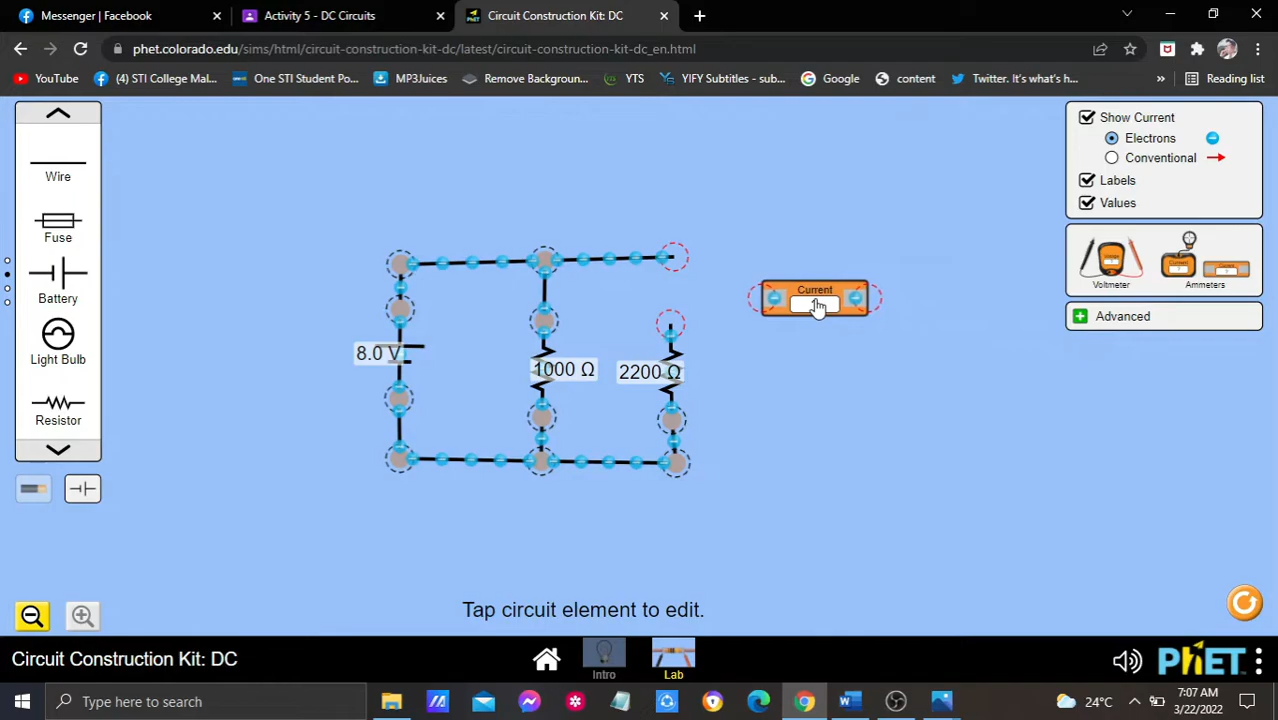 Messenger | Facebook
Activity 5 - DC Circuits
Circuit Construction Kit: DC
phet.colorado.edu/sims/html/circuit-construction-kit-dc/latest/circuit-construction-kit-dc_en.html
YouTube
(4) STI College Mal...
One STI Student Po...
MP3Juices
Remove Backgroun...
YTS
YIFY Subtitles - sub...
Google
content
Twitter. It's what's h...
»
Reading list
Wire
Fuse
Battery
Light Bulb
Resistor
Show Current
Electrons
Conventional
Labels
Values
Voltmeter
Ammeters
Advanced
Current
8.0 V
1000 Ω
2200 Ω
Tap circuit element to edit.
Circuit Construction Kit: DC
Intro
Lab
PhET
Type here to search
24°C
7:07 AM
3/22/2022